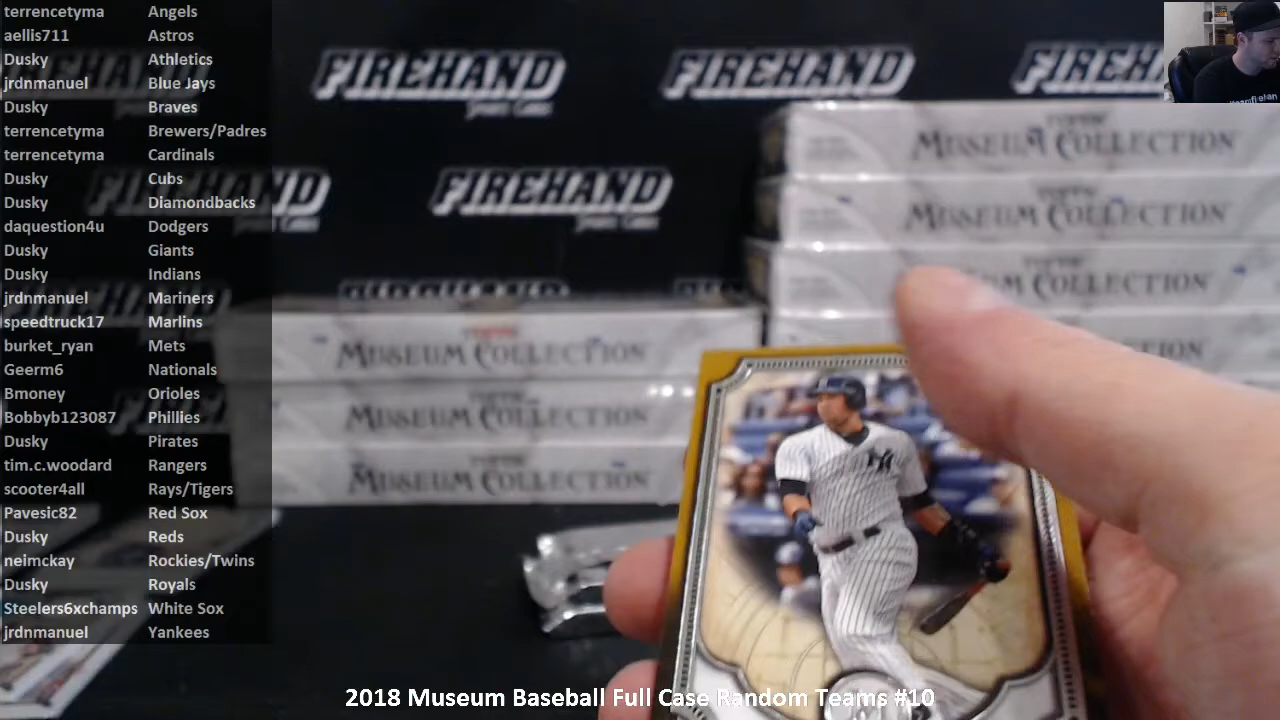 terrencetyma Angels
aellis711 Astros
Dusky Athletics
jrdnmanuel Blue Jays
Dusky Braves
terrencetyma Brewers/Padres
terrencetyma Cardinals
Dusky Cubs
Dusky Diamondbacks
daquestion4u Dodgers
Dusky Giants
Dusky Indians
jrdnmanuel Mariners
speedtruck17 Marlins
burket_ryan Mets
Geerm6 Nationals
Bmoney Orioles
Bobbyb123087 Phillies
Dusky Pirates
tim.c.woodard Rangers
scooter4all Rays/Tigers
Pavesic82 Red Sox
Dusky Reds
neimckay Rockies/Twins
Dusky Royals
Steelers6xchamps White Sox
jrdnmanuel Yankees
FIREHAND
FIREHAND
FIREH
FIREHAND
MUSEUM COLLECTION
MUSEUM COLLECTION
COLLECTION
MUSEUM COLLECTION
MUSEUM COLLECTION
MUSEUM COLLECTION
NY
2018 Museum Baseball Full Case Random Teams #10